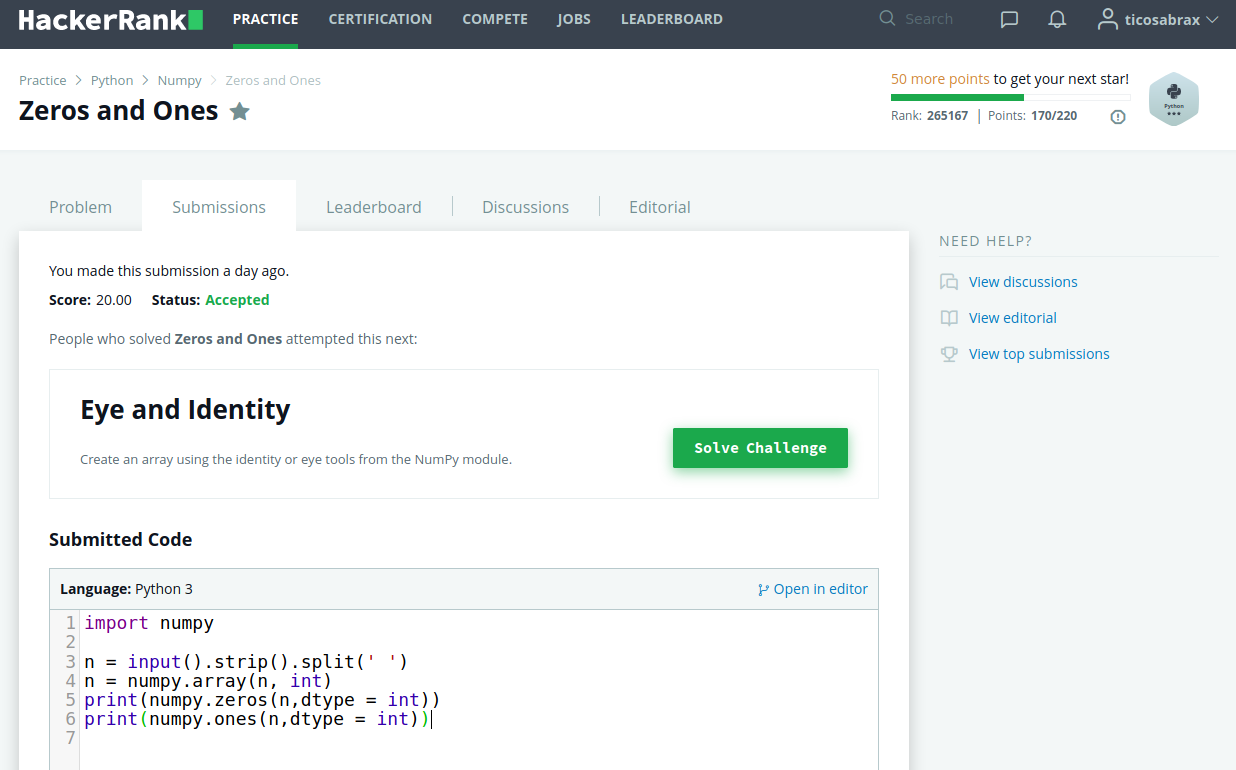 HackerRank PRACTICE CERTIFICATION COMPETE JOBS LEADERBOARD Search ticosabrax
Practice > Python > Numpy > Zeros and Ones
Zeros and Ones
50 more points to get your next star!
Rank: 265167 | Points: 170/220
Python
Problem Submissions Leaderboard Discussions Editorial
You made this submission a day ago.
Score: 20.00 Status: Accepted
People who solved Zeros and Ones attempted this next:
Eye and Identity
Create an array using the identity or eye tools from the NumPy module.
Solve Challenge
NEED HELP?
View discussions
View editorial
View top submissions
Submitted Code
Language: Python 3 Open in editor
1 import numpy
2
3 n = input().strip().split(' ')
4 n = numpy.array(n, int)
5 print(numpy.zeros(n,dtype = int))
6 print(numpy.ones(n,dtype = int))
7